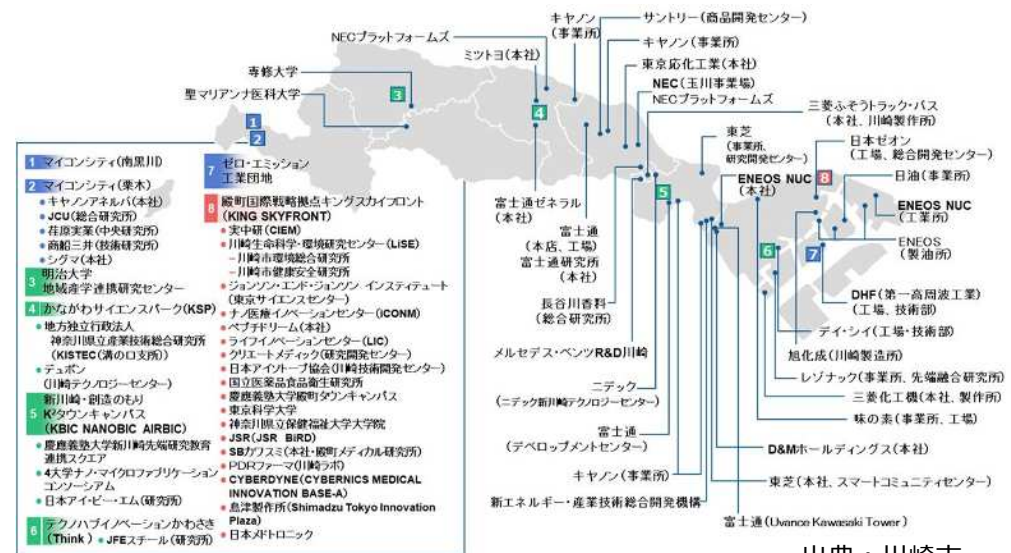 キヤノン
(事業所)
サントリー(商品開発センター)
NECプラットフォームズ
ミツトヨ(本社)
キヤノン(事業所)
東京応化工業(本社)
NEC(玉川事業場)
NECプラットフォームズ
専修大学
聖マリアンナ医科大学
三菱ふそうトラック・バス
(本社、川崎製作所)
東芝
(事業所、
研究開発センター)
日本ゼオン
(工場、総合開発センター)
ENEOS NUC
(本社)
日油(事業所)
ENEOS NUC
(工業所)
ENEOS
(製油所)
3
4
1
2
5
6
7
8
富士通ゼネラル
(本社)
富士通
(本店、工場)
富士通研究所
(本社)
長谷川香料
(総合研究所)
メルセデス・ベンツR&D川崎
ニデック
(ニデック新川崎テクノロジーセンター)
富士通
(デベロップメントセンター)
キヤノン(事業所)
新エネルギー・産業技術総合開発機構
DHF(第一高周波工業)
(工場、技術部)
デイ・シイ(工場・技術部)
旭化成(川崎製造所)
レゾナック(事業所、先端融合研究所)
三菱化工機(本社、製作所)
味の素(事業所、工場)
D&Mホールディングス(本社)
東芝(本社、スマートコミュニティセンター)
富士通(Uvance Kawasaki Tower)
1 マイコンシティ(南黒川)
2 マイコンシティ(栗木)
キヤノンアネルバ(本社)
JCU(総合研究所)
荏原実業(中央研究所)
商船三井(技術研究所)
シグマ(本社)
3 明治大学
地域産学連携研究センター
4 かながわサイエンスパーク(KSP)
地方独立行政法人
神奈川県立産業技術総合研究所
(KISTEC(溝の口支所))
デュポン
(川崎テクノロジーセンター)
5 新川崎・創造のもり
K²タウンキャンパス
(KBIC NANOBIC AIRBIC)
慶應義塾大学新川崎先端研究教育
連携スクエア
4大学ナノ・マイクロファブリケーション
コンソーシアム
日本アイ・ビー・エム(研究所)
6 テクノハブイノベーションかわさき
(Think) JFEスチール(研究所)
7 ゼロ・エミッション
工業団地
8 殿町国際戦略拠点キングスカイフロント
(KING SKYFRONT)
実中研(CIEM)
川崎生命科学・環境研究センター(LiSE)
-川崎市環境総合研究所
-川崎市健康安全研究所
ジョンソン・エンド・ジョンソン インスティテュート
(東京サイエンスセンター)
ナノ医療イノベーションセンター(iCONM)
ペプチドリーム(本社)
ライフイノベーションセンター(LIC)
クリエートメディック(研究開発センター)
日本アイソトープ協会(川崎技術開発センター)
国立医薬品食品衛生研究所
慶應義塾大学殿町タウンキャンパス
東京科学大学
神奈川県立保健福祉大学大学院
JSR(JSR BiRD)
SBカワスミ(本社・殿町メディカル研究所)
PDRファーマ(川崎ラボ)
CYBERDYNE(CYBERNICS MEDICAL
INNOVATION BASE-A)
島津製作所(Shimadzu Tokyo Innovation
Plaza)
日本メドトロニック